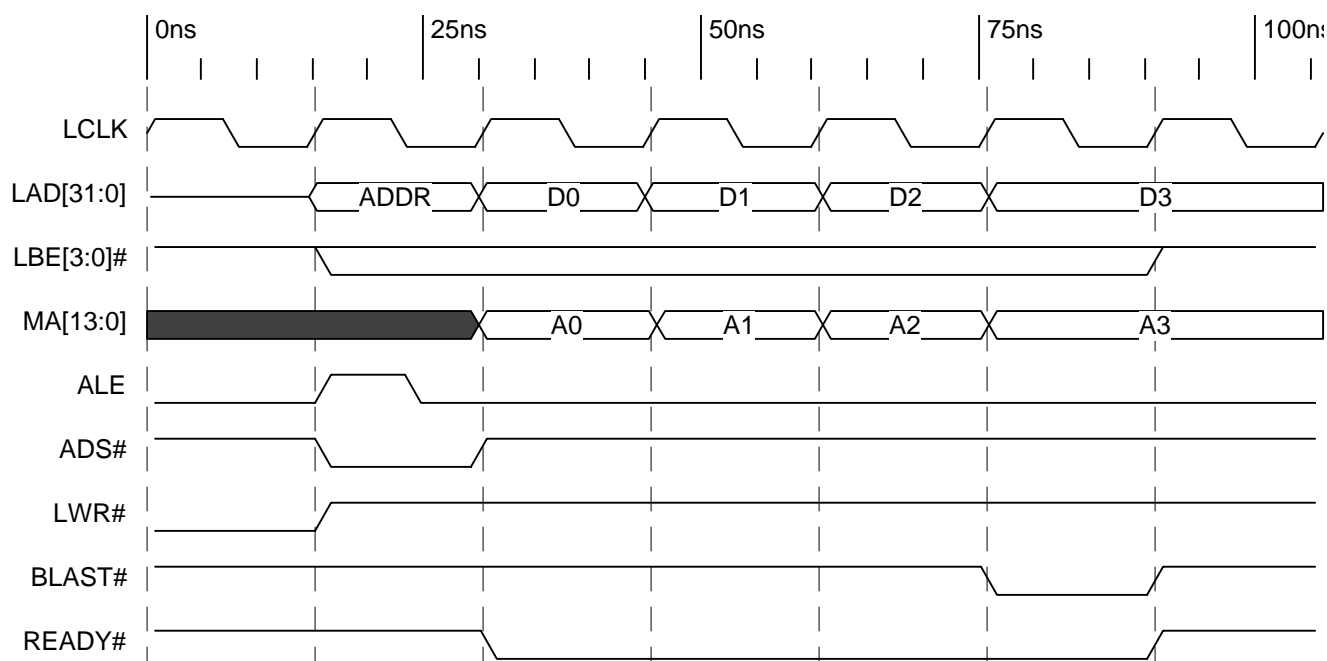 0ns 25ns 50ns 75ns 100ns
LCLK
LAD[31:0] ADDR D0 D1 D2 D3
LBE[3:0]#
MA[13:0] A0 A1 A2 A3
ALE
ADS#
LWR#
BLAST#
READY#